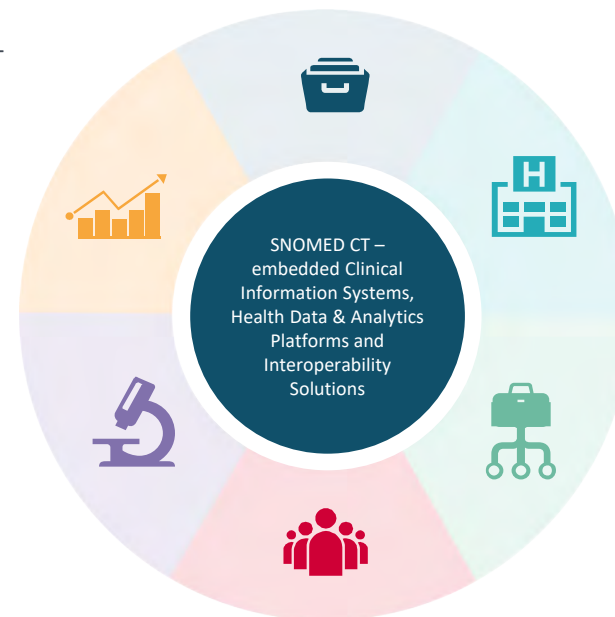 H
SNOMED CT –
embedded Clinical
Information Systems,
Health Data & Analytics
Platforms and
Interoperability
Solutions